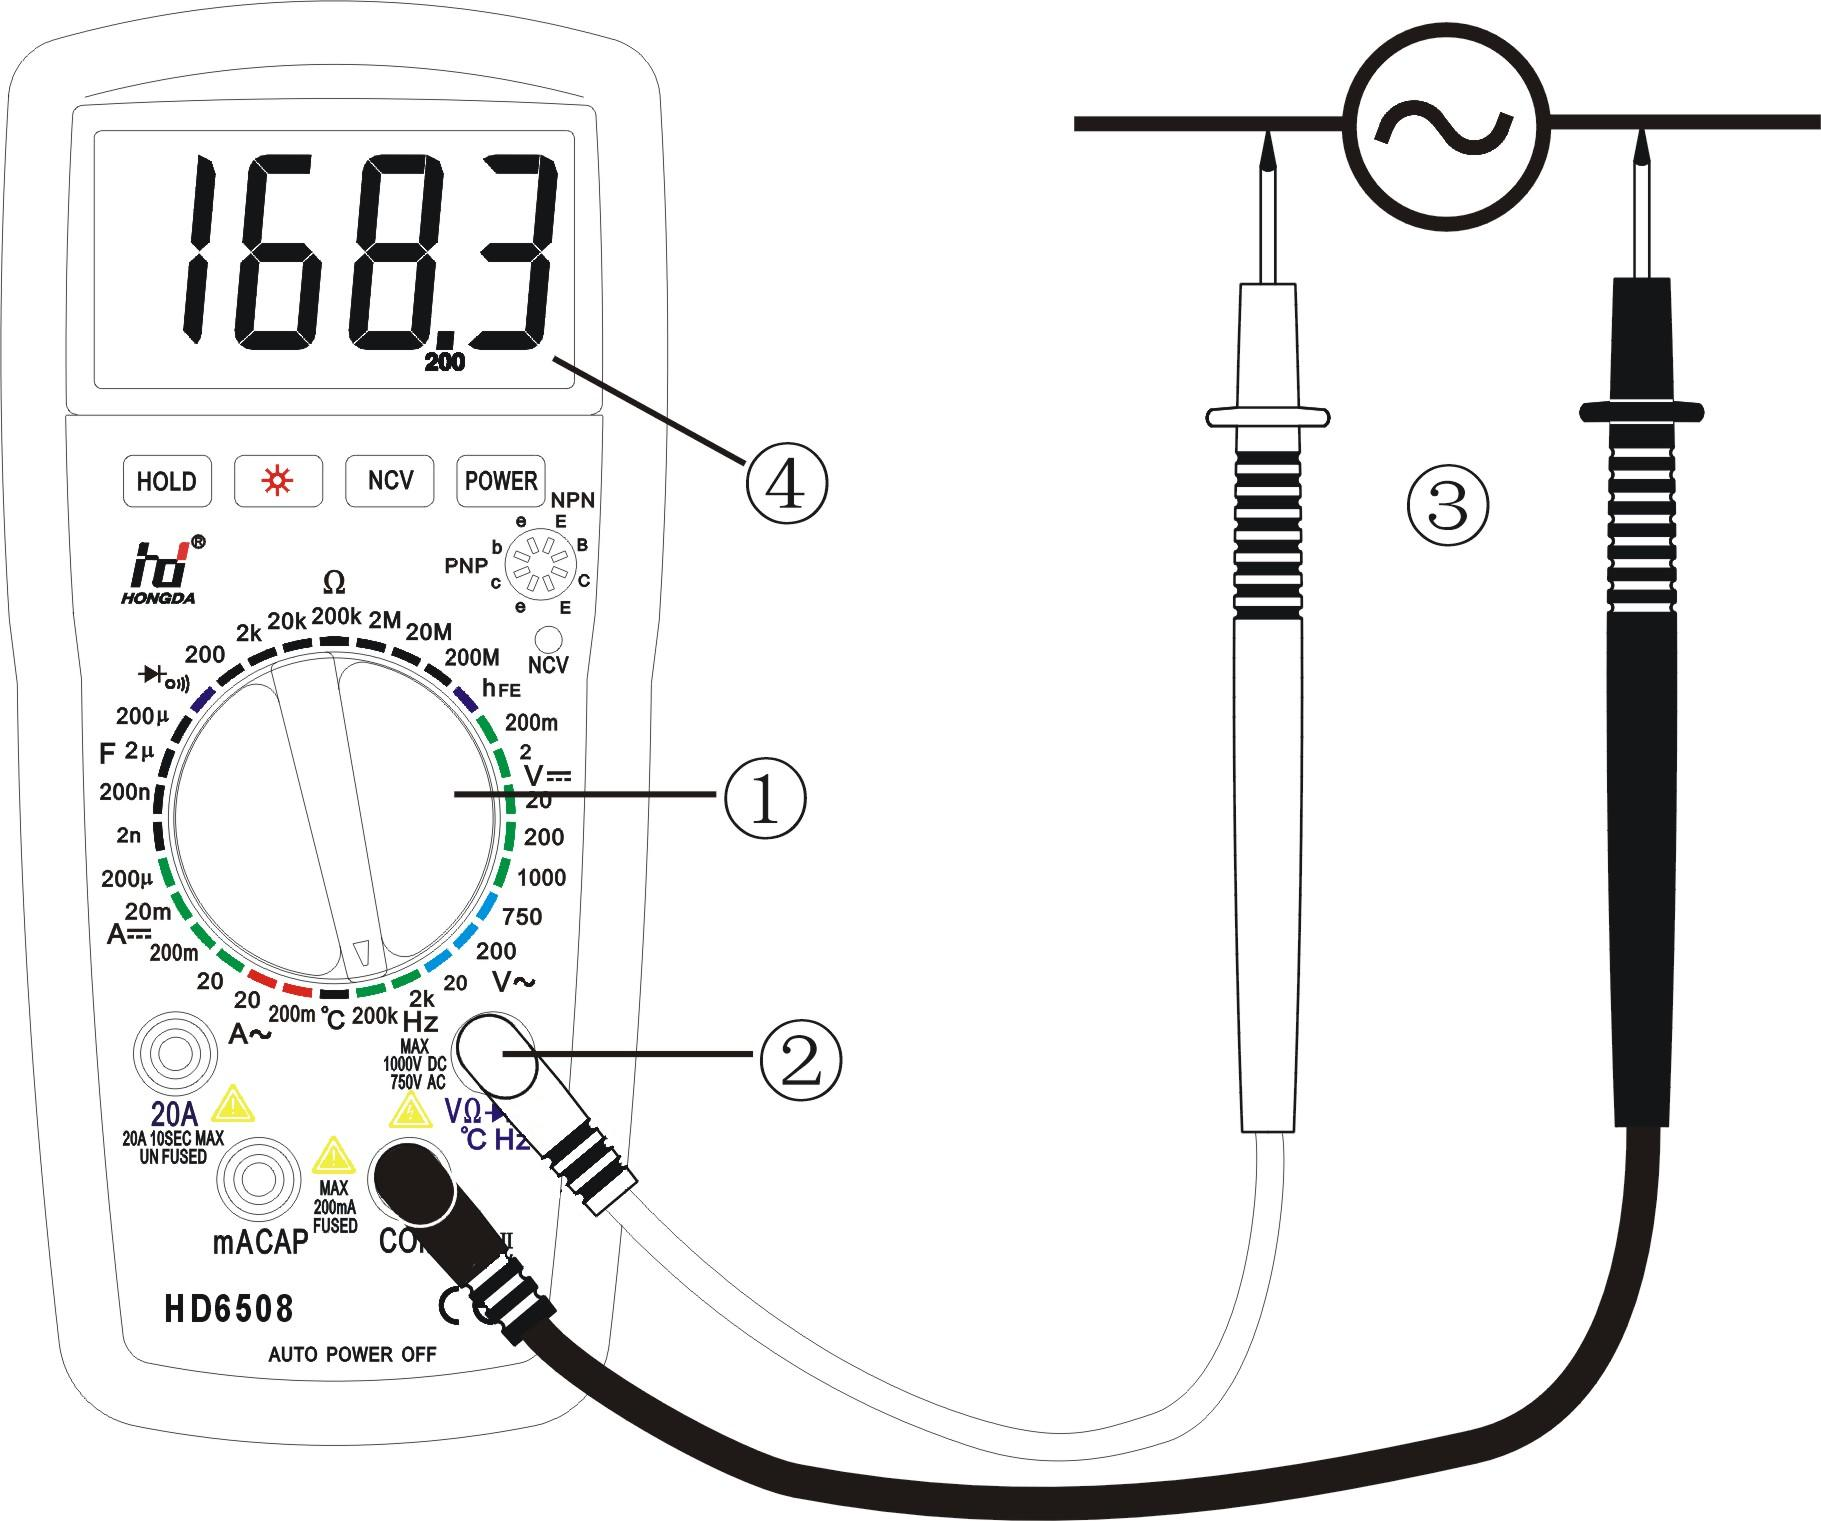 168.3
200
④
HOLD
NCV
POWER
NPN
e E
b B
PNP
c C
e E
hd®
HONGDA
NCV
Ω
200 2k 20k 200k 2M 20M 200M
hFE
200m
2
V
20
200
1000
750
200
20
V~
2k
Hz
200k
°C
200m
20
A~
20
200m
A
20m
200μ
2n
200n
F 2μ
200μ
①
②
③
MAX
1000V DC
750V AC
VΩ
°C Hz
20A
20A 10SEC MAX
UN FUSED
MAX
200mA
FUSED
mACAP
HD6508
AUTO POWER OFF